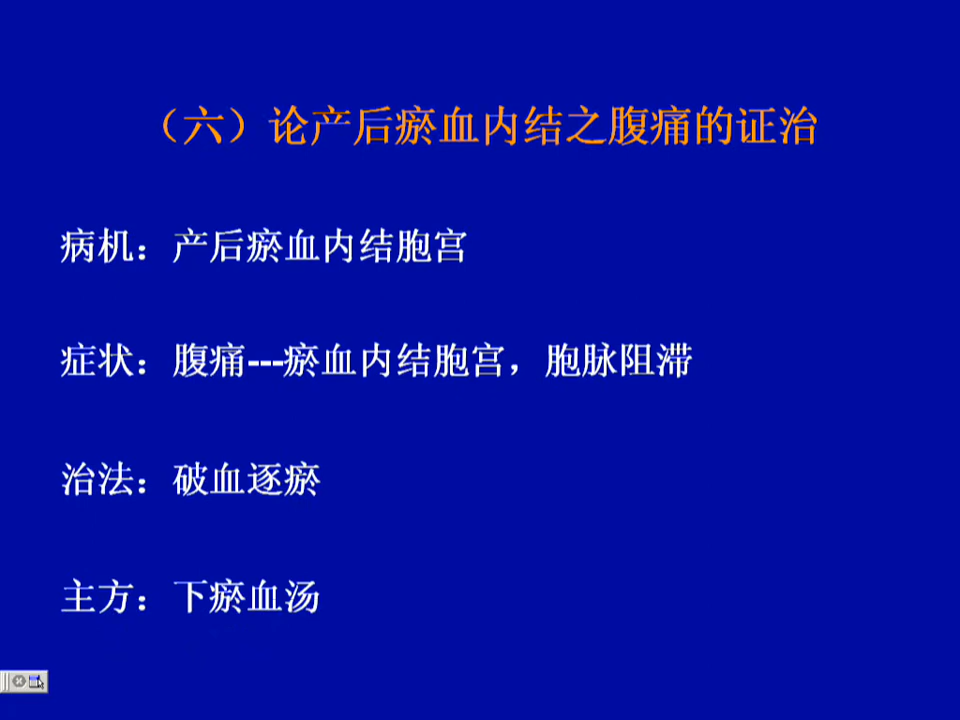 （六）论产后瘀血内结之腹痛的证治
病机：产后瘀血内结胞宫
症状：腹痛---瘀血内结胞宫，胞脉阻滞
治法：破血逐瘀
主方：下瘀血汤